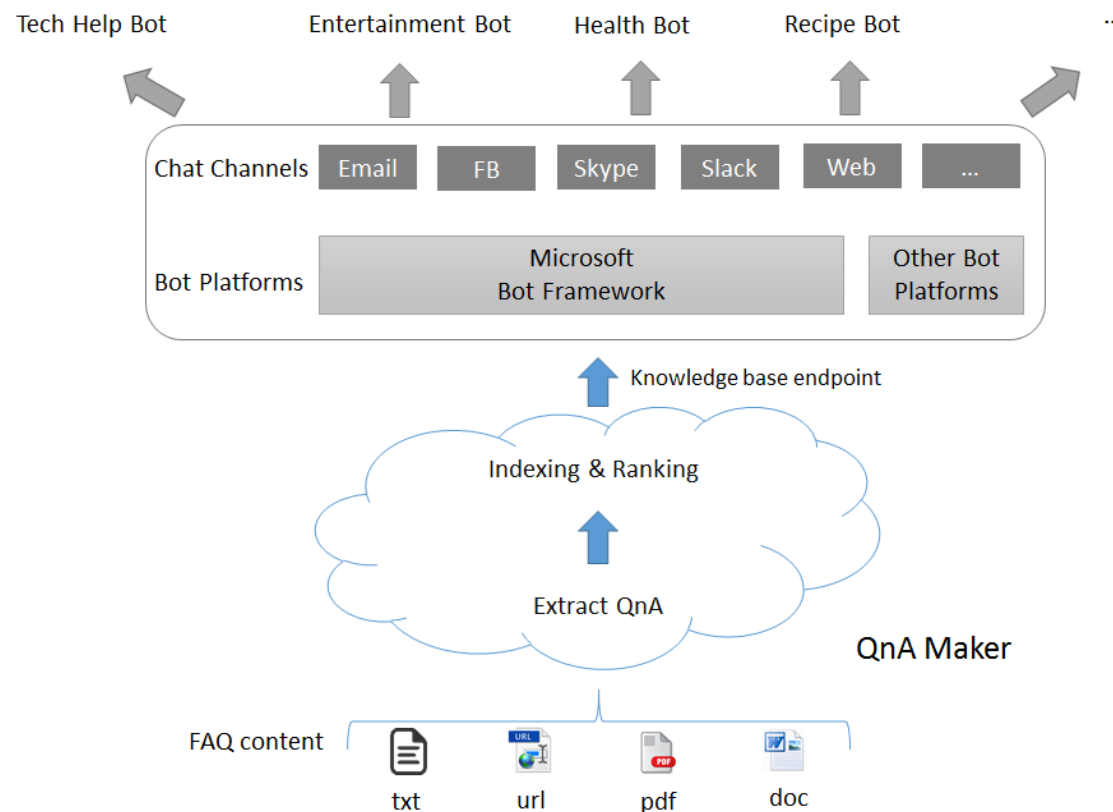 Tech Help Bot
Entertainment Bot
Health Bot
Recipe Bot
..
Chat Channels
Email
FB
Skype
Slack
Web
...
Bot Platforms
Microsoft
Bot Framework
Other Bot
Platforms
Knowledge base endpoint
Indexing & Ranking
Extract QnA
QnA Maker
FAQ content
URL
PDF
W
txt
url
pdf
doc